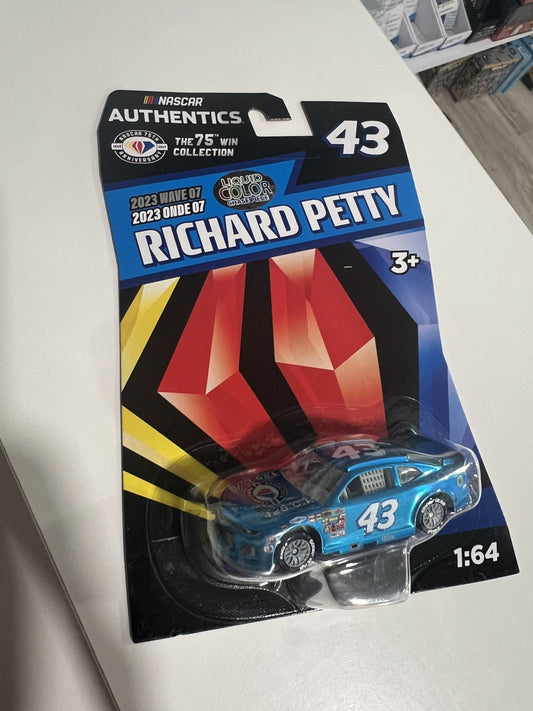 NASCAR
AUTHENTICS
NASCAR 75TH
ANNIVERSARY
THE 75TH WIN
COLLECTION
43
2023 WAVE 07
2023 ONDE 07
LIQUID
COLOR
CHASE PIECE
RICHARD PETTY
3+
43
43
1:64